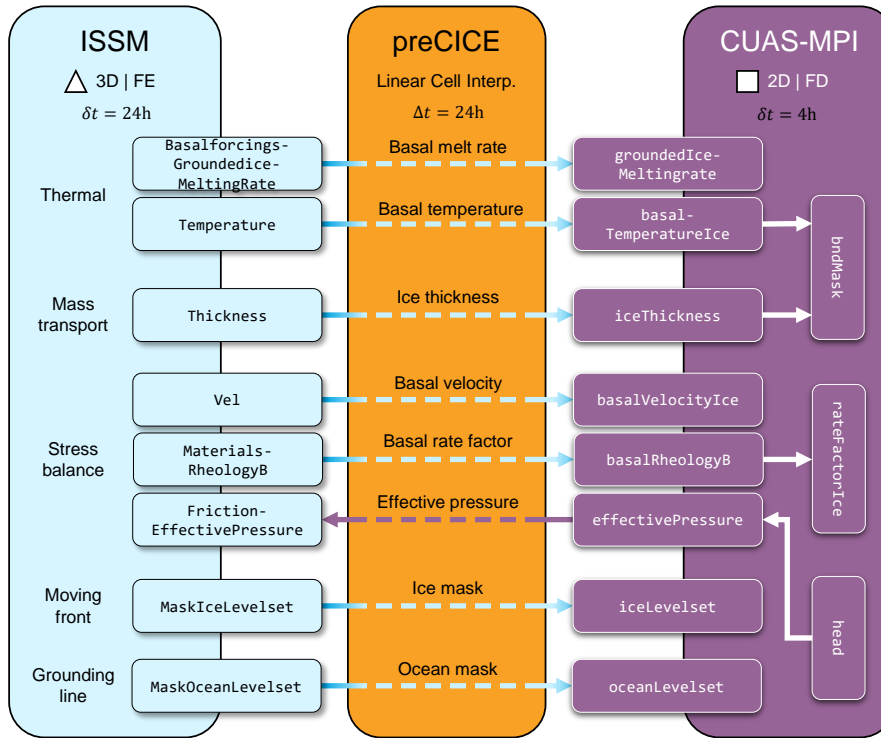 ISSM
3D | FE
δt = 24h
preCICE
Linear Cell Interp.
Δt = 24h
CUAS-MPI
2D | FD
δt = 4h
Thermal
Basalforcings-
Groundedice-
MeltingRate
Basal melt rate
groundedIce-
Meltingrate
Temperature
Basal temperature
basal-
TemperatureIce
bndMask
Mass
transport
Thickness
Ice thickness
iceThickness
Stress
balance
Vel
Basal velocity
basalVelocityIce
Materials-
RheologyB
Basal rate factor
basalRheologyB
rateFactorIce
Friction-
EffectivePressure
Effective pressure
effectivePressure
Moving
front
MaskIceLevelset
Ice mask
iceLevelset
head
Grounding
line
MaskOceanLevelset
Ocean mask
oceanLevelset